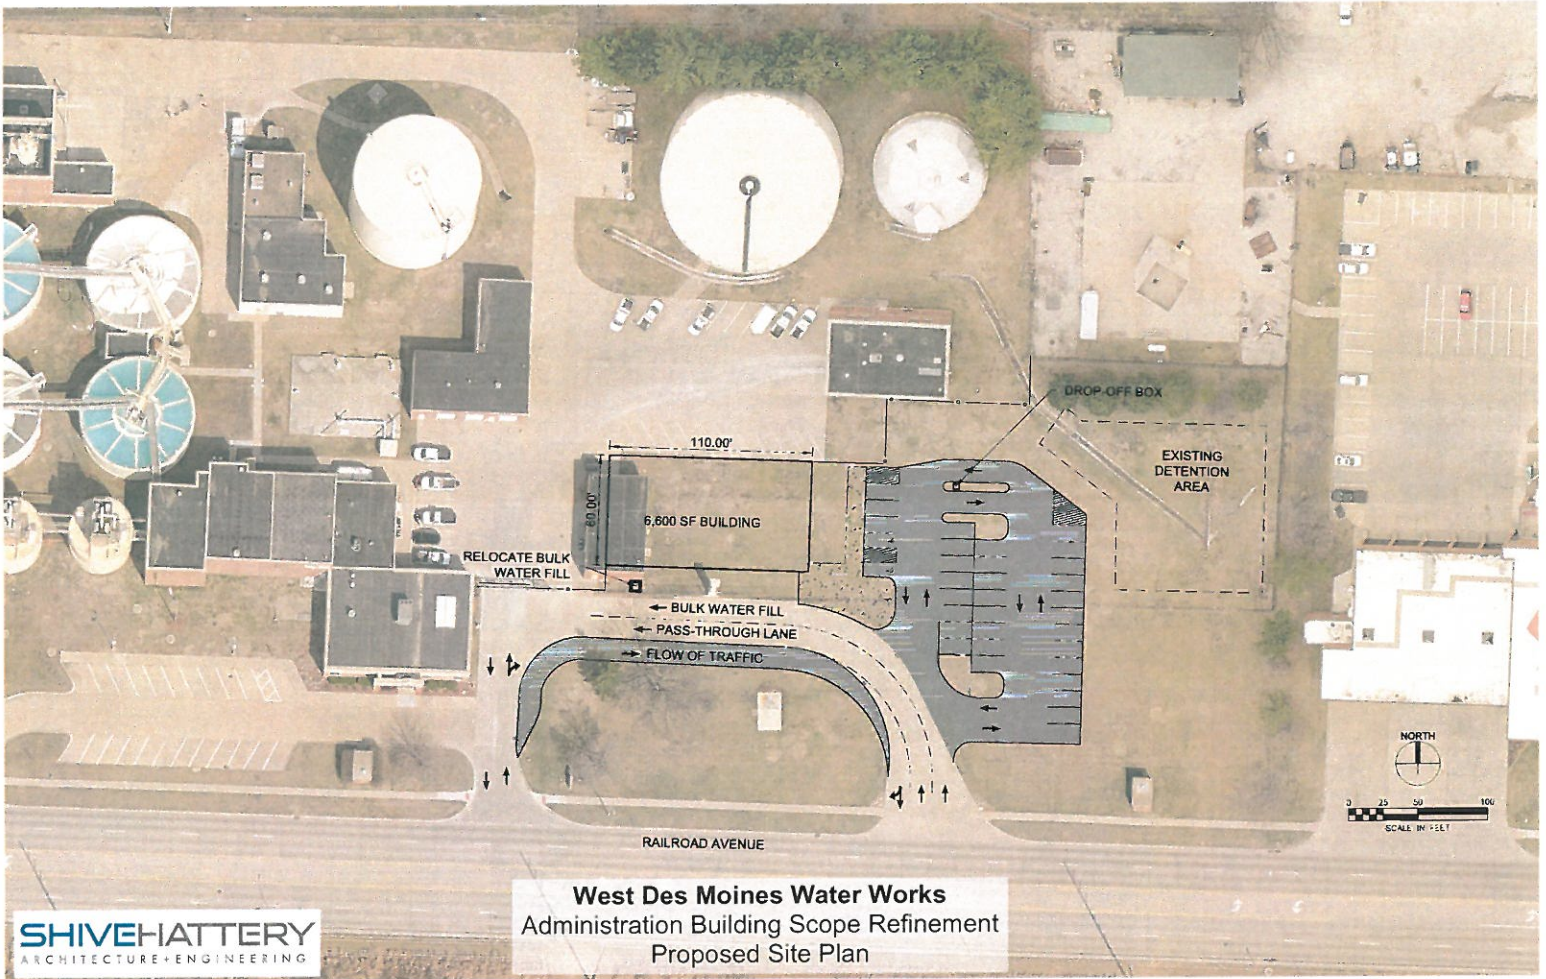 DROP-OFF BOX
110.00'
EXISTING
DETENTION
AREA
60.00'
6,600 SF BUILDING
RELOCATE BULK
WATER FILL
BULK WATER FILL
PASS-THROUGH LANE
FLOW OF TRAFFIC
NORTH
0 25 50 100
SCALE IN FEET
RAILROAD AVENUE
West Des Moines Water Works
Administration Building Scope Refinement
Proposed Site Plan
SHIVEHATTERY
ARCHITECTURE+ENGINEERING